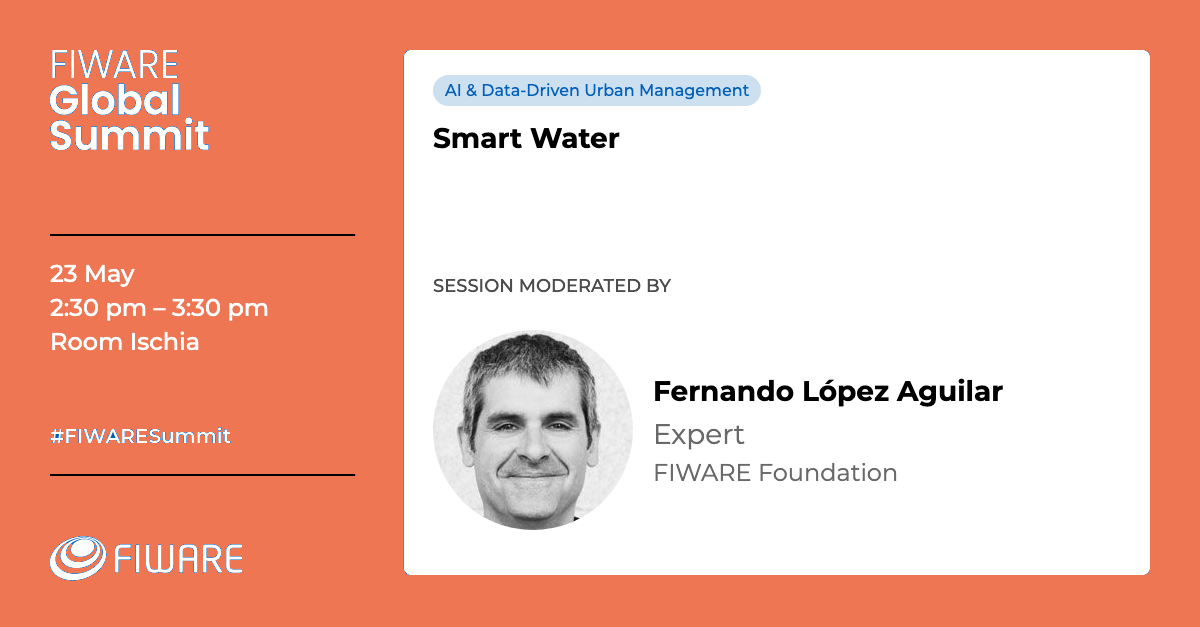 FIWARE
Global
Summit
23 May
2:30 pm – 3:30 pm
Room Ischia
#FIWARESummit
FIWARE
AI & Data-Driven Urban Management
Smart Water
SESSION MODERATED BY
Fernando López Aguilar
Expert
FIWARE Foundation